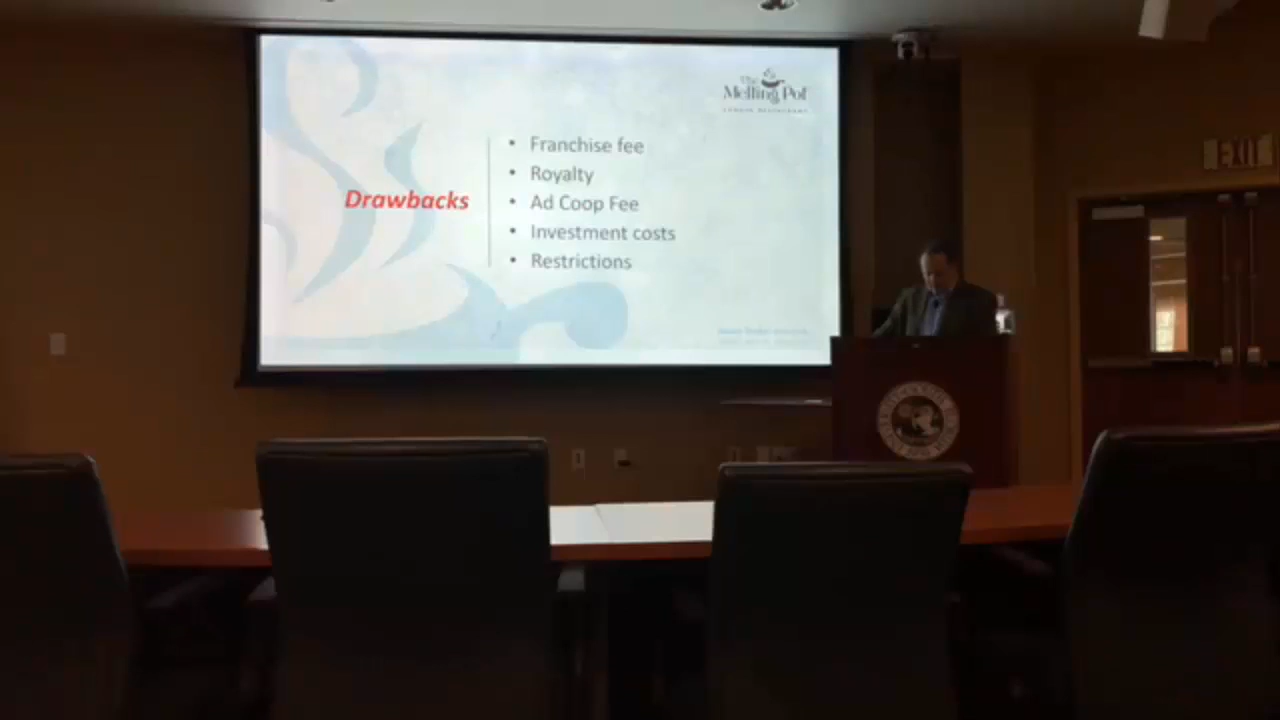 The
Melting Pot
Drawbacks
• Franchise fee
• Royalty
• Ad Coop Fee
• Investment costs
• Restrictions
EXIT